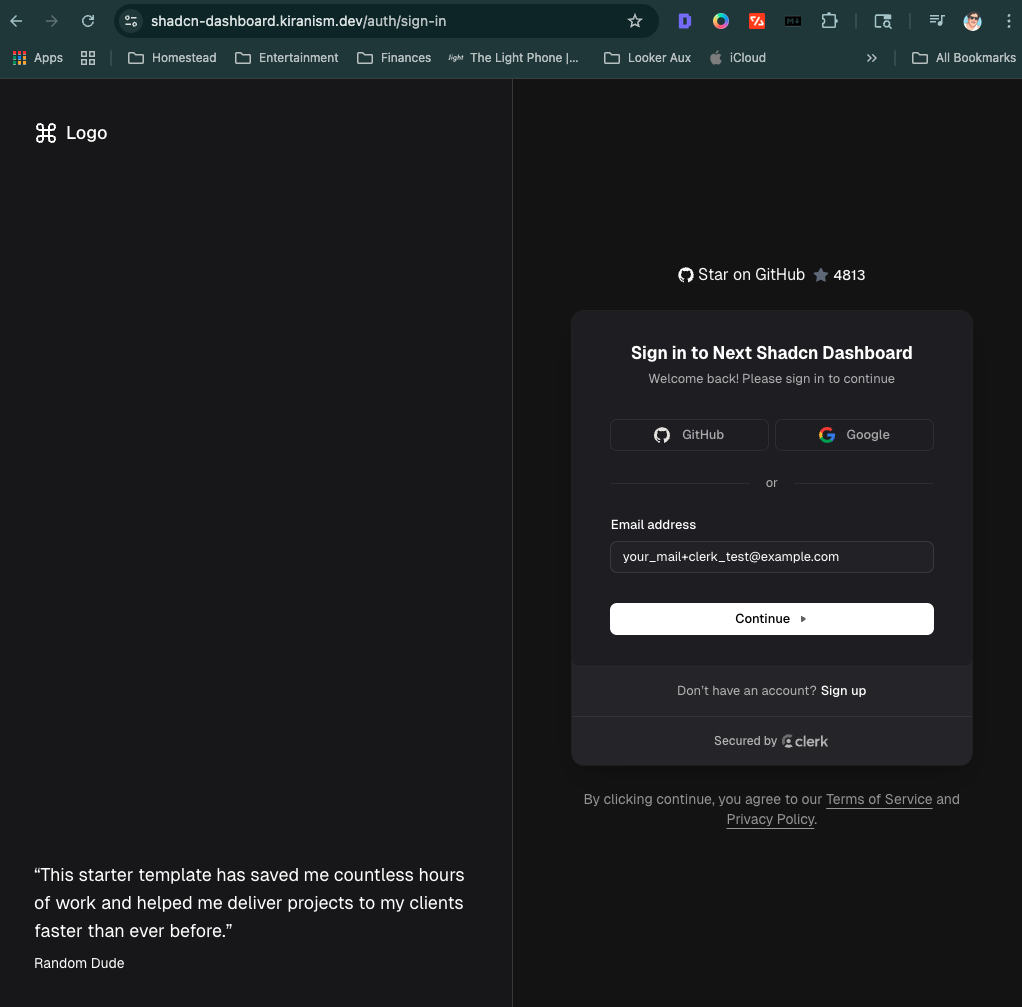 shadcn-dashboard.kiranism.dev/auth/sign-in
Apps
Homestead
Entertainment
Finances
light
The Light Phone |...
Looker Aux
iCloud
All Bookmarks
Logo
Star on GitHub 4813
Sign in to Next Shadcn Dashboard
Welcome back! Please sign in to continue
GitHub
Google
or
Email address
your_mail+clerk_test@example.com
Continue
Don't have an account? Sign up
Secured by clerk
By clicking continue, you agree to our Terms of Service and
Privacy Policy.
“This starter template has saved me countless hours
of work and helped me deliver projects to my clients
faster than ever before.”
Random Dude